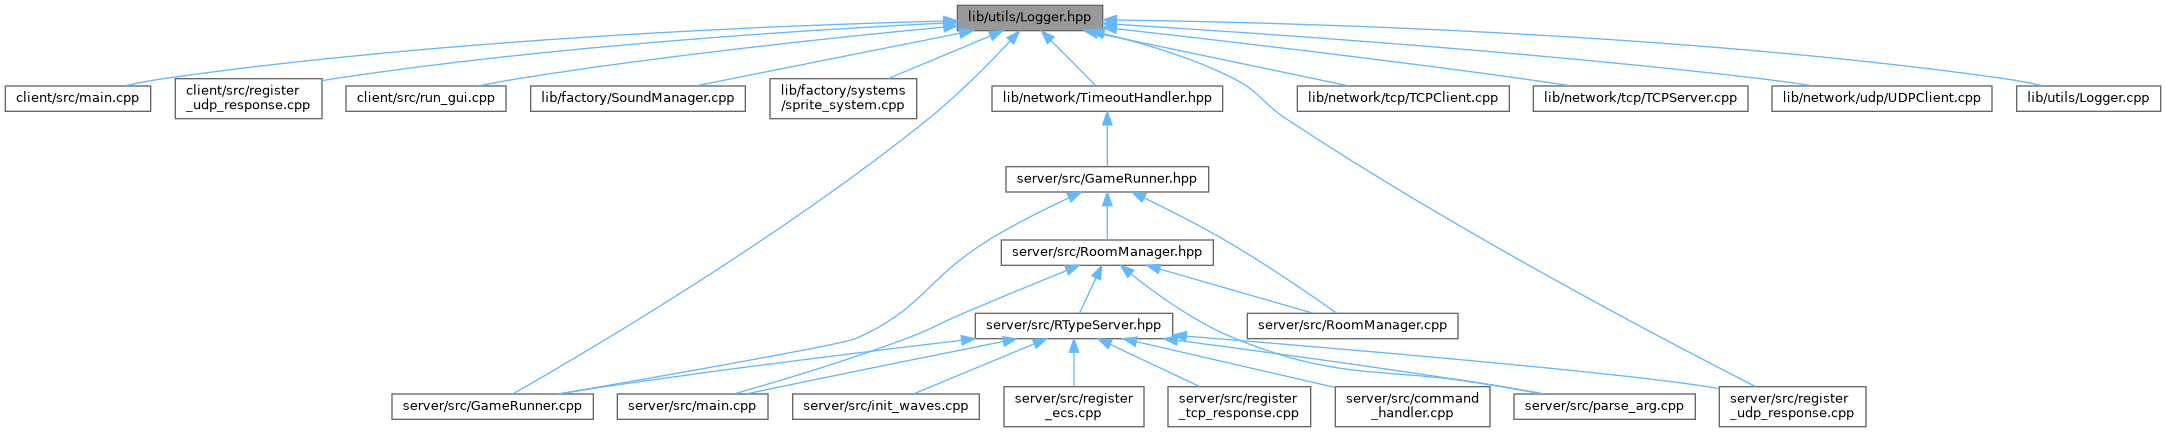 lib/utils/Logger.hpp
client/src/main.cpp
client/src/register
_udp_response.cpp
client/src/run_gui.cpp
lib/factory/SoundManager.cpp
lib/factory/systems
/sprite_system.cpp
lib/network/TimeoutHandler.hpp
lib/network/tcp/TCPClient.cpp
lib/network/tcp/TCPServer.cpp
lib/network/udp/UDPClient.cpp
lib/utils/Logger.cpp
server/src/GameRunner.hpp
server/src/RoomManager.hpp
server/src/RTypeServer.hpp
server/src/RoomManager.cpp
server/src/GameRunner.cpp
server/src/main.cpp
server/src/init_waves.cpp
server/src/register
_ecs.cpp
server/src/register
_tcp_response.cpp
server/src/command
_handler.cpp
server/src/parse_arg.cpp
server/src/register
_udp_response.cpp